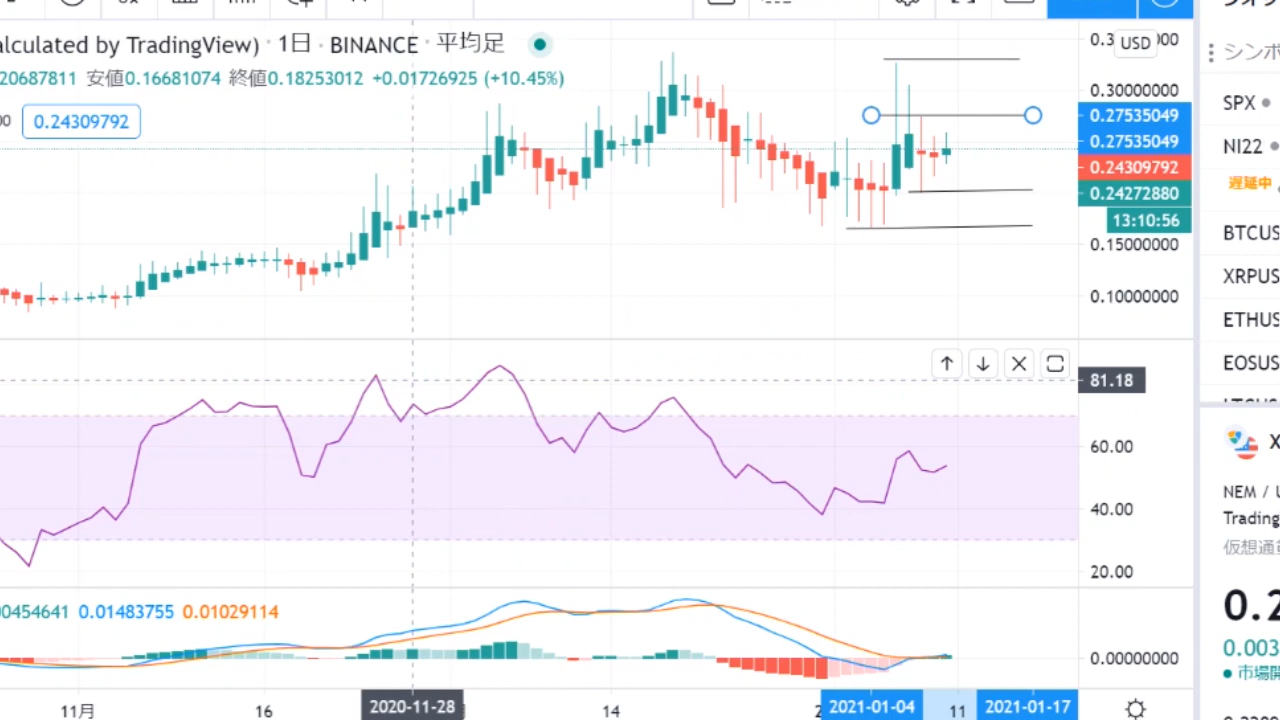 alculated by TradingView) · 1日 · BINANCE · 平均足
20687811 安値0.16681074 終値0.18253012 +0.01726925 (+10.45%)
00 0.24309792
USD
0.30000000
0.27535049
0.27535049
0.24309792
0.24272880
13:10:56
0.15000000
0.10000000
81.18
60.00
40.00
20.00
00454641 0.01483755 0.01029114
0.00000000
11月 16 2020-11-28 14 2021-01-04 11 2021-01-17
シンボ
SPX
NI22
遅延中
BTCUS
XRPUS
ETHUS
EOSUS
X
NEM / U
Trading
仮想通
0.2
0.003
市場開